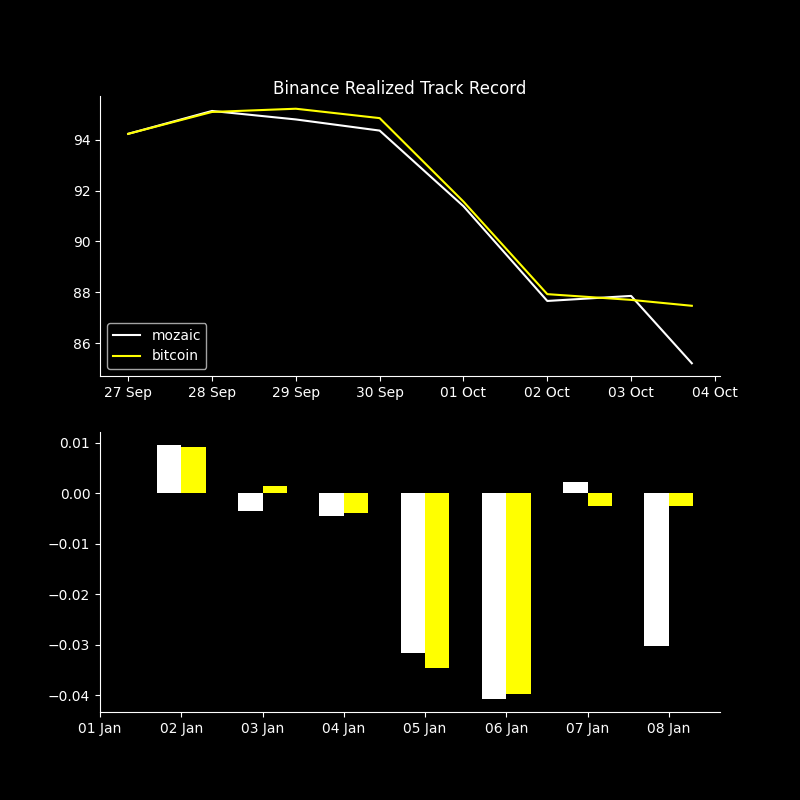 Binance Realized Track Record
94
92
90
88
86
mozaic
bitcoin
27 Sep 28 Sep 29 Sep 30 Sep 01 Oct 02 Oct 03 Oct 04 Oct
0.01
0.00
−0.01
−0.02
−0.03
−0.04
01 Jan 02 Jan 03 Jan 04 Jan 05 Jan 06 Jan 07 Jan 08 Jan